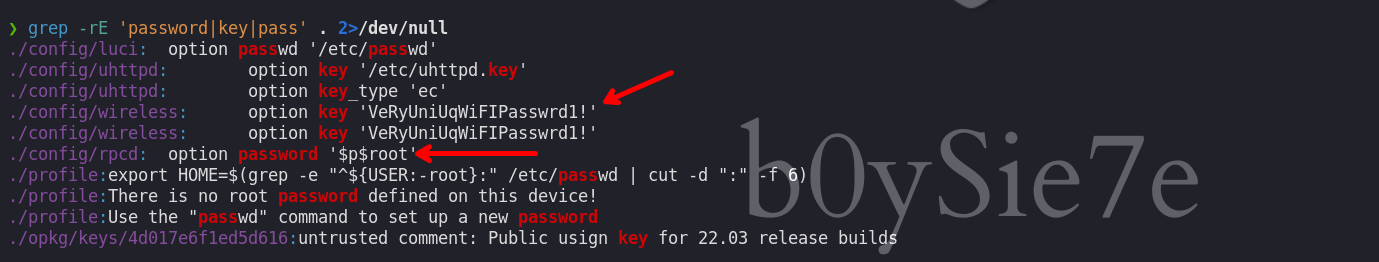 ❯ grep -rE 'password|key|pass' . 2>/dev/null
./config/luci:  option passwd '/etc/passwd'
./config/uhttpd:        option key '/etc/uhttpd.key'
./config/uhttpd:        option key_type 'ec'
./config/wireless:      option key 'VeRyUniUqWiFIPasswrd1!'
./config/wireless:      option key 'VeRyUniUqWiFIPasswrd1!'
./config/rpcd:  option password '$p$root'
./profile:export HOME=$(grep -e "^${USER:-root}:" /etc/passwd | cut -d ":" -f 6)
./profile:There is no root password defined on this device!
./profile:Use the "passwd" command to set up a new password
./opkg/keys/4d017e6f1ed5d616:untrusted comment: Public usign key for 22.03 release builds
b0ySie7e